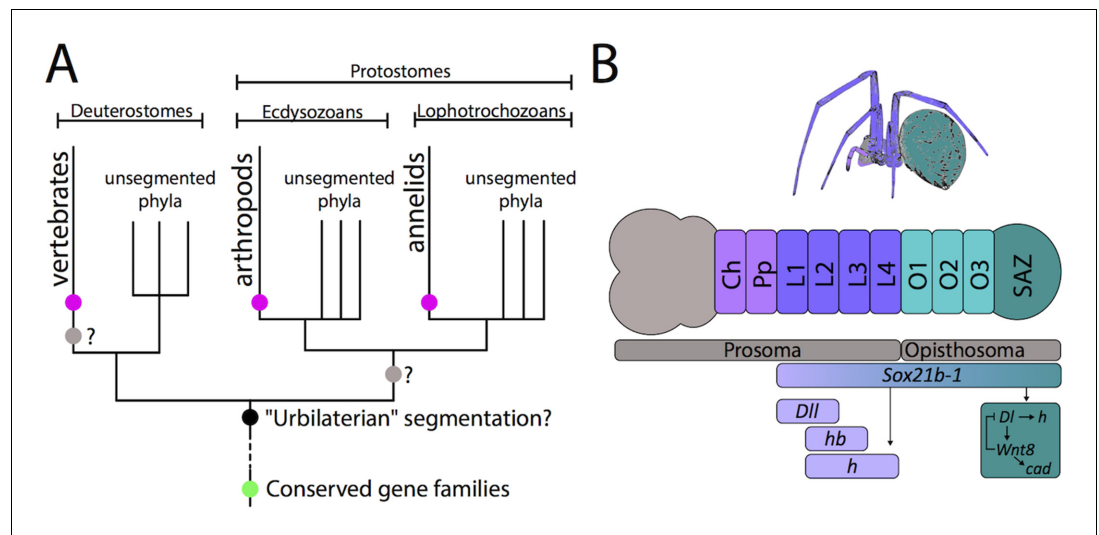 A
Protostomes
Deuterostomes
Ecdysozoans
Lophotrochozoans
vertebrates
unsegmented
phyla
arthropods
unsegmented
phyla
annelids
unsegmented
phyla
?
?
"Urbilaterian" segmentation?
Conserved gene families
B
Ch
Pp
L1
L2
L3
L4
O1
O2
O3
SAZ
Prosoma
Opisthosoma
Sox21b-1
Dll
hb
h
Dl
h
Wnt8
cad